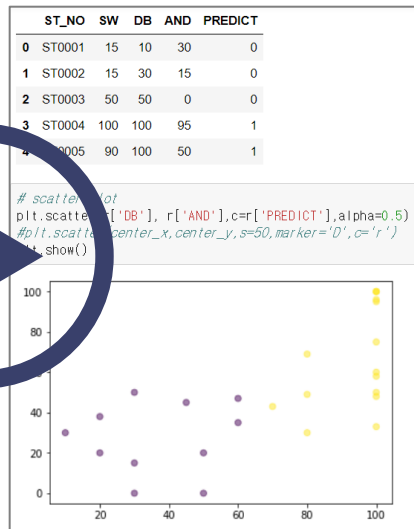 ST_NO SW DB AND PREDICT
0 ST0001 15 10 30 0
1 ST0002 15 30 15 0
2 ST0003 50 50 0 0
3 ST0004 100 100 95 1
4 0005 90 100 50 1
# scatter plot
plt.scatte r['DB'], r['AND'],c=r['PREDICT'],alpha=0.5)
#plt.scatte center_x,center_y,s=50,marker='D',c='r')
.show()
100
80
40
20
0
20 40 60 80 100